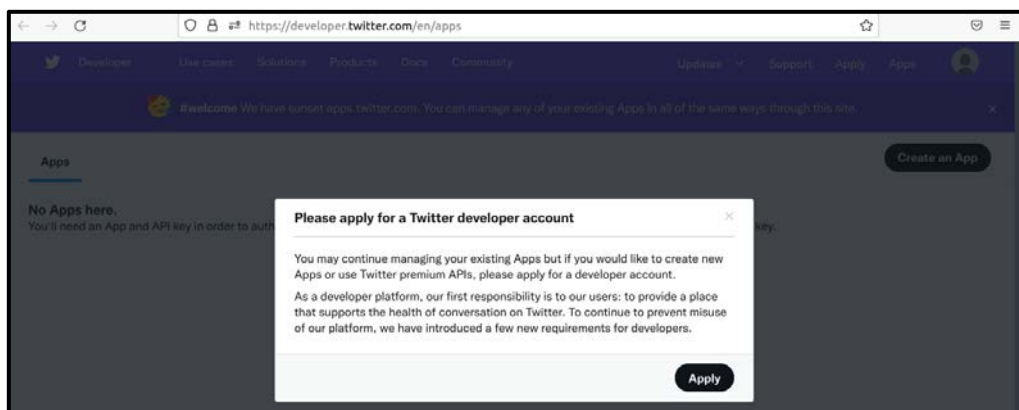 https://developer.twitter.com/en/apps
Developer Use cases Solutions Products Docs Community Updates Support Apply Apps
#welcome We have sunset apps.twitter.com. You can manage any of your existing Apps in all of the same ways through this site.
Apps
Create an App
No Apps here.
You'll need an App and API key in order to auth
key.
Please apply for a Twitter developer account
You may continue managing your existing Apps but if you would like to create new
Apps or use Twitter premium APIs, please apply for a developer account.
As a developer platform, our first responsibility is to our users: to provide a place
that supports the health of conversation on Twitter. To continue to prevent misuse
of our platform, we have introduced a few new requirements for developers.
Apply